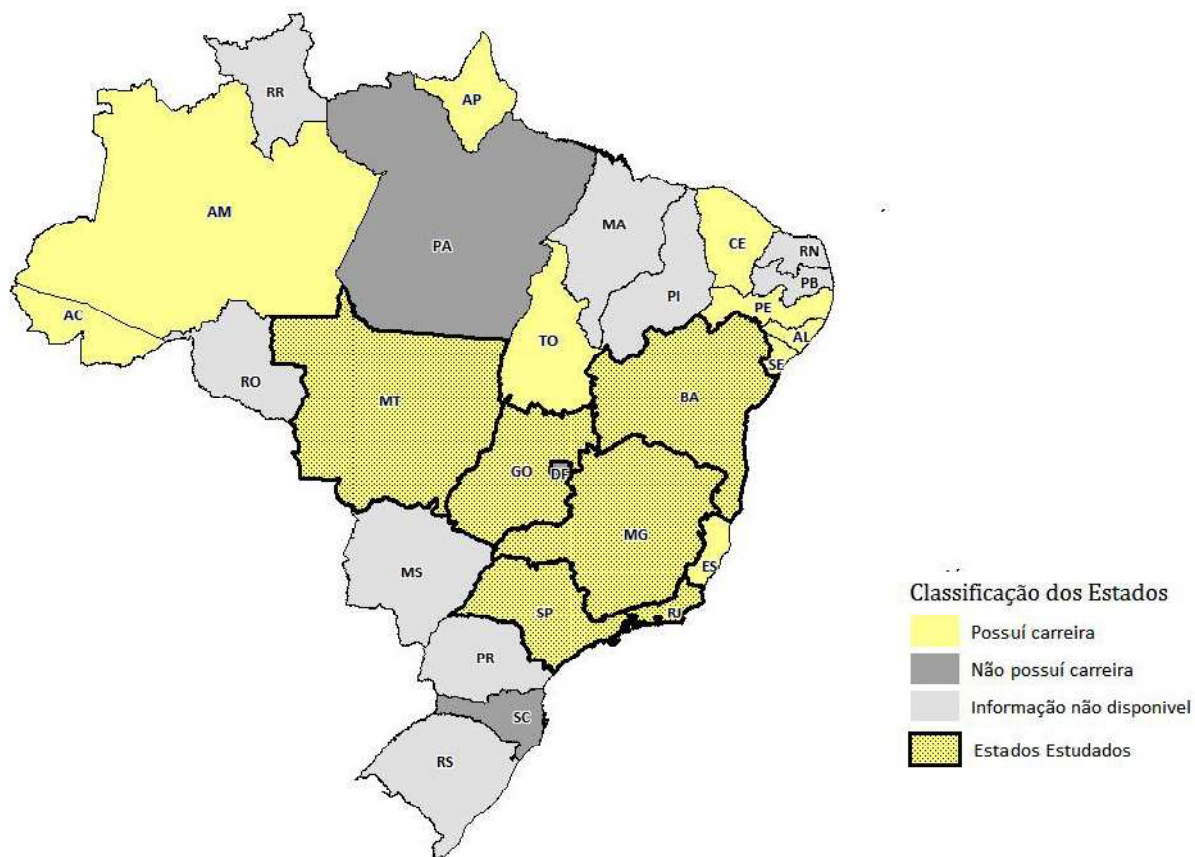 RR
AP
AM
PA
MA
CE
RN
PB
PI
PE
AC
AL
TO
SE
RO
MT
BA
GO
DF
MG
MS
ES
SP
RJ
PR
SC
RS
Classificação dos Estados
Possuí carreira
Não possuí carreira
Informação não disponivel
Estados Estudados